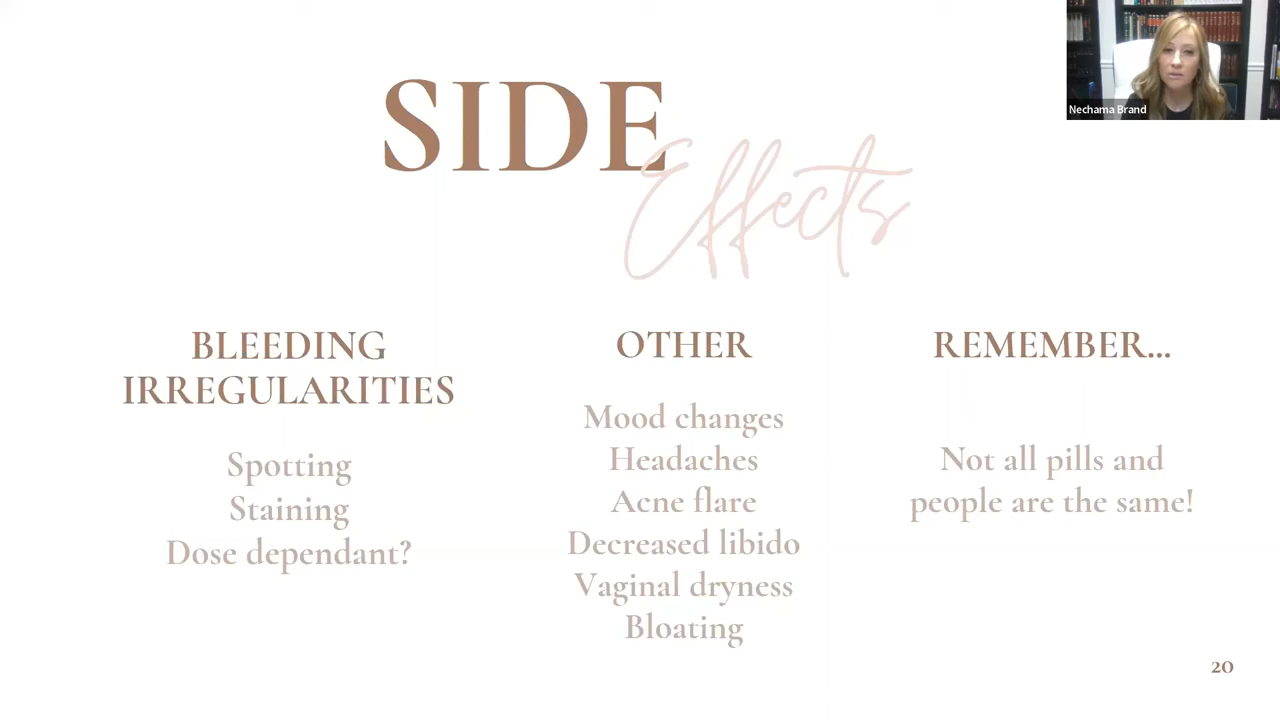 SIDE
Effects
Nechama Brand
BLEEDING
IRREGULARITIES
Spotting
Staining
Dose dependant?
OTHER
Mood changes
Headaches
Acne flare
Decreased libido
Vaginal dryness
Bloating
REMEMBER...
Not all pills and
people are the same!
20